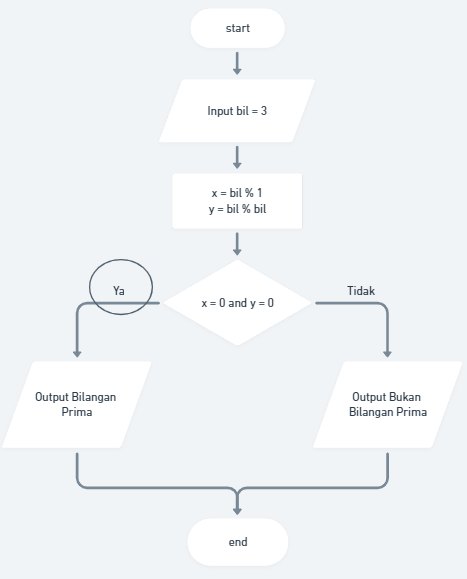 start
Input bil = 3
x = bil % 1
y = bil % bil
Ya
x = 0 and y = 0
Tidak
Output Bilangan
Prima
Output Bukan
Bilangan Prima
end